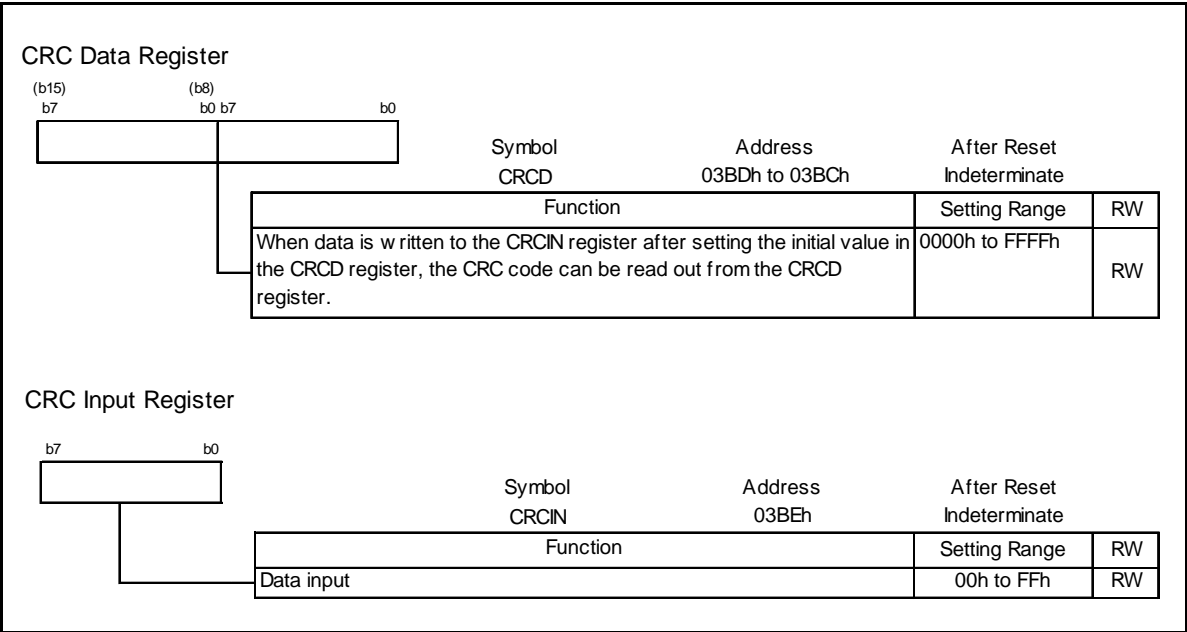 CRC Data Register
(b15) (b8)
b7 b0 b7 b0
Symbol Address After Reset
CRCD 03BDh to 03BCh Indeterminate
Function Setting Range RW
When data is written to the CRCIN register after setting the initial value in 0000h to FFFFh
the CRCD register, the CRC code can be read out from the CRCD RW
register.
CRC Input Register
b7 b0
Symbol Address After Reset
CRCIN 03BEh Indeterminate
Function Setting Range RW
Data input 00h to FFh RW